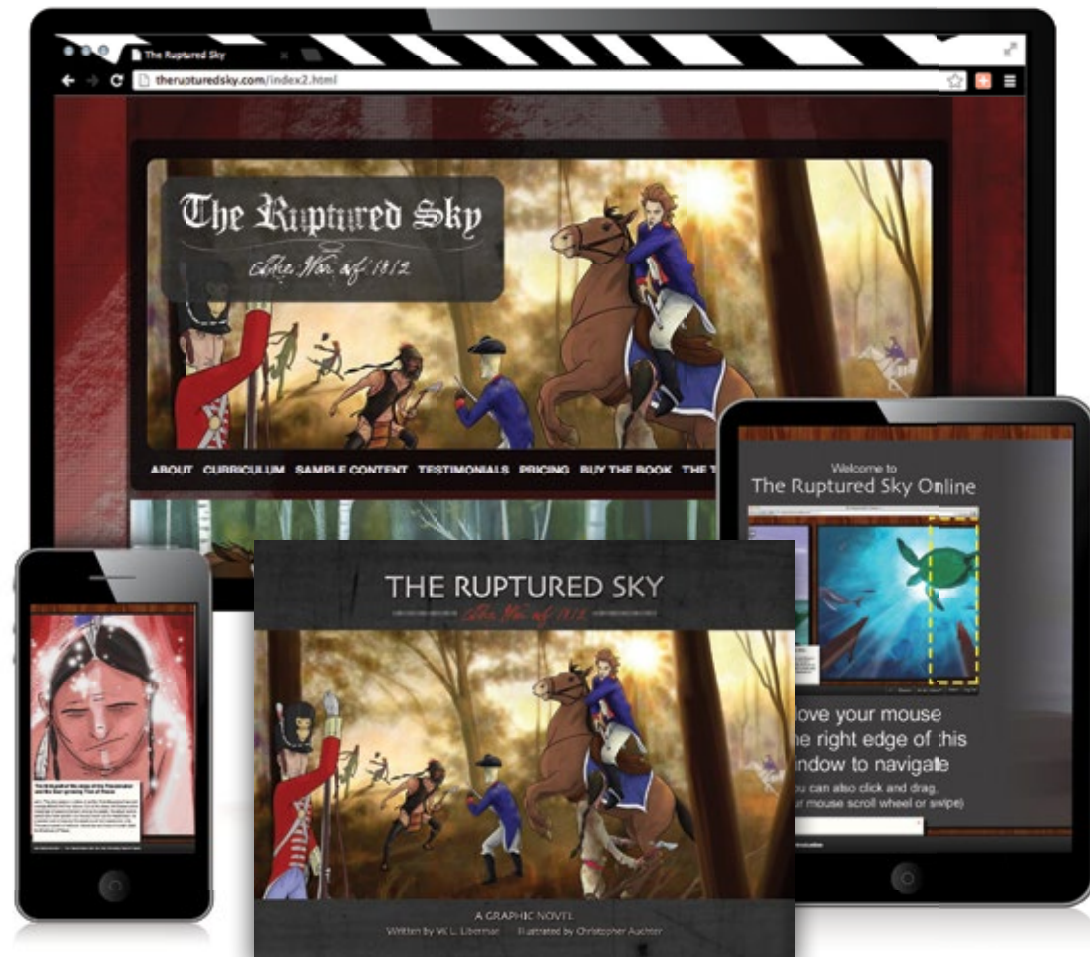 The Ruptured Sky
therupturedsky.com/index2.html
The Ruptured Sky
The War of 1812
ABOUT CURRICULUM SAMPLE CONTENT TESTIMONIALS PRICING BUY THE BOOK THE T
Welcome to
The Ruptured Sky Online
ove your mouse
he right edge of this
ndow to navigate
ou can also click and drag,
ur mouse scroll wheel or swipe)
THE RUPTURED SKY
The War of 1812
A GRAPHIC NOVEL
Written by W. L. Liberman Illustrated by Christopher Auchter